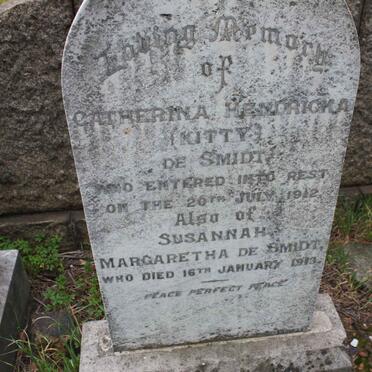 In Loving Memory
of
CATHERINA HENDRICKA
(KITTY)
DE SMIDT,
WHO ENTERED INTO REST
ON THE 26TH JULY 1912.
Also of
SUSANNAH
MARGARETHA DE SMIDT,
WHO DIED 16TH JANUARY 1913.
PEACE PERFECT PEACE